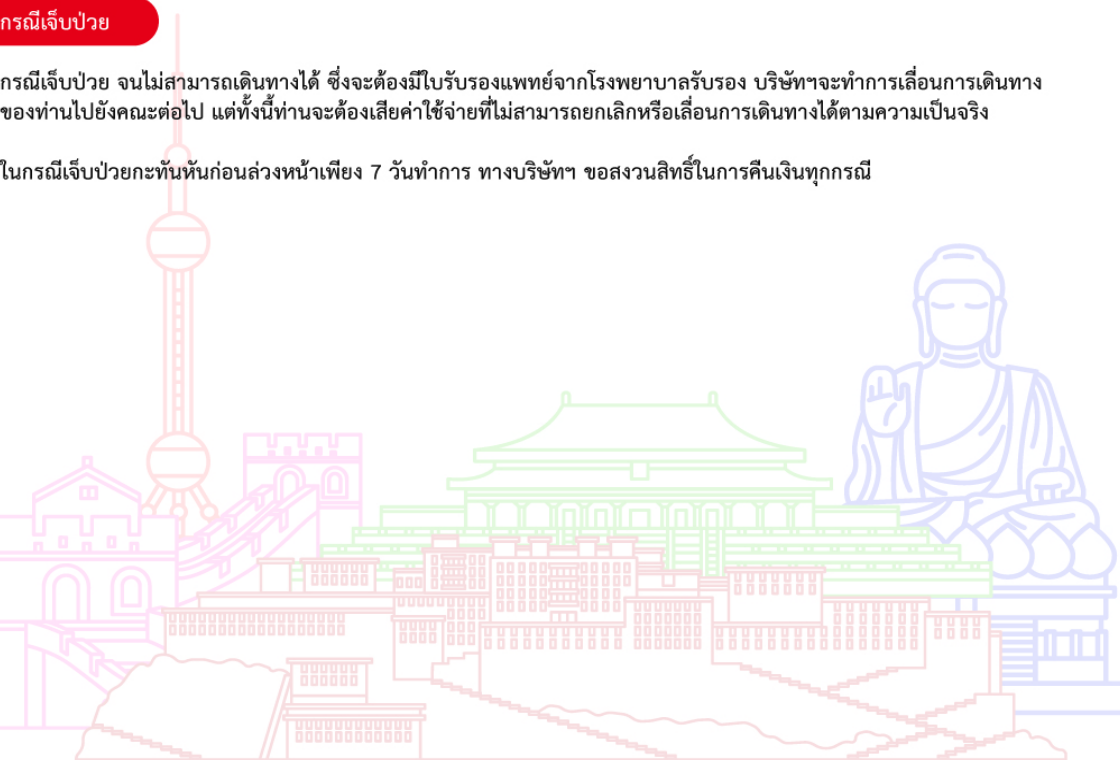 กรณีเจ็บป่วย
กรณีเจ็บป่วย จนไม่สามารถเดินทางได้ ซึ่งจะต้องมีใบรับรองแพทย์จากโรงพยาบาลรับรอง บริษัทฯจะทำการเลื่อนการเดินทาง
ของท่านไปยังคณะต่อไป แต่ทั้งนี้ท่านจะต้องเสียค่าใช้จ่ายที่ไม่สามารถยกเลิกหรือเลื่อนการเดินทางได้ตามความเป็นจริง
ในกรณีเจ็บป่วยกะทันหันก่อนล่วงหน้าเพียง 7 วันทำการ ทางบริษัทฯ ขอสงวนสิทธิ์ในการคืนเงินทุกกรณี